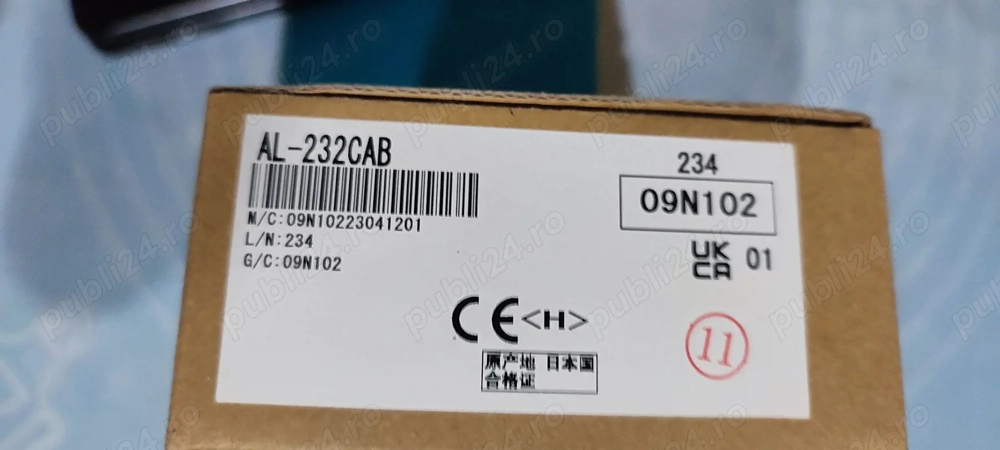 AL-232CAB
M/C:09N10223041201
L/N:234
G/C:09N102
234
09N102
UK
CA
01
CE
<H>
原产地 日本国
合格证
11
publi24.ro